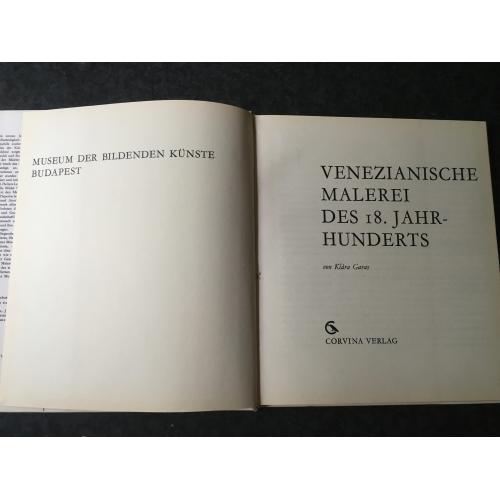 MUSEUM DER BILDENDEN KÜNSTE
BUDAPEST
VENEZIANISCHE
MALEREI
DES 18. JAHR-
HUNDERTS
von Klára Garas
CORVINA VERLAG